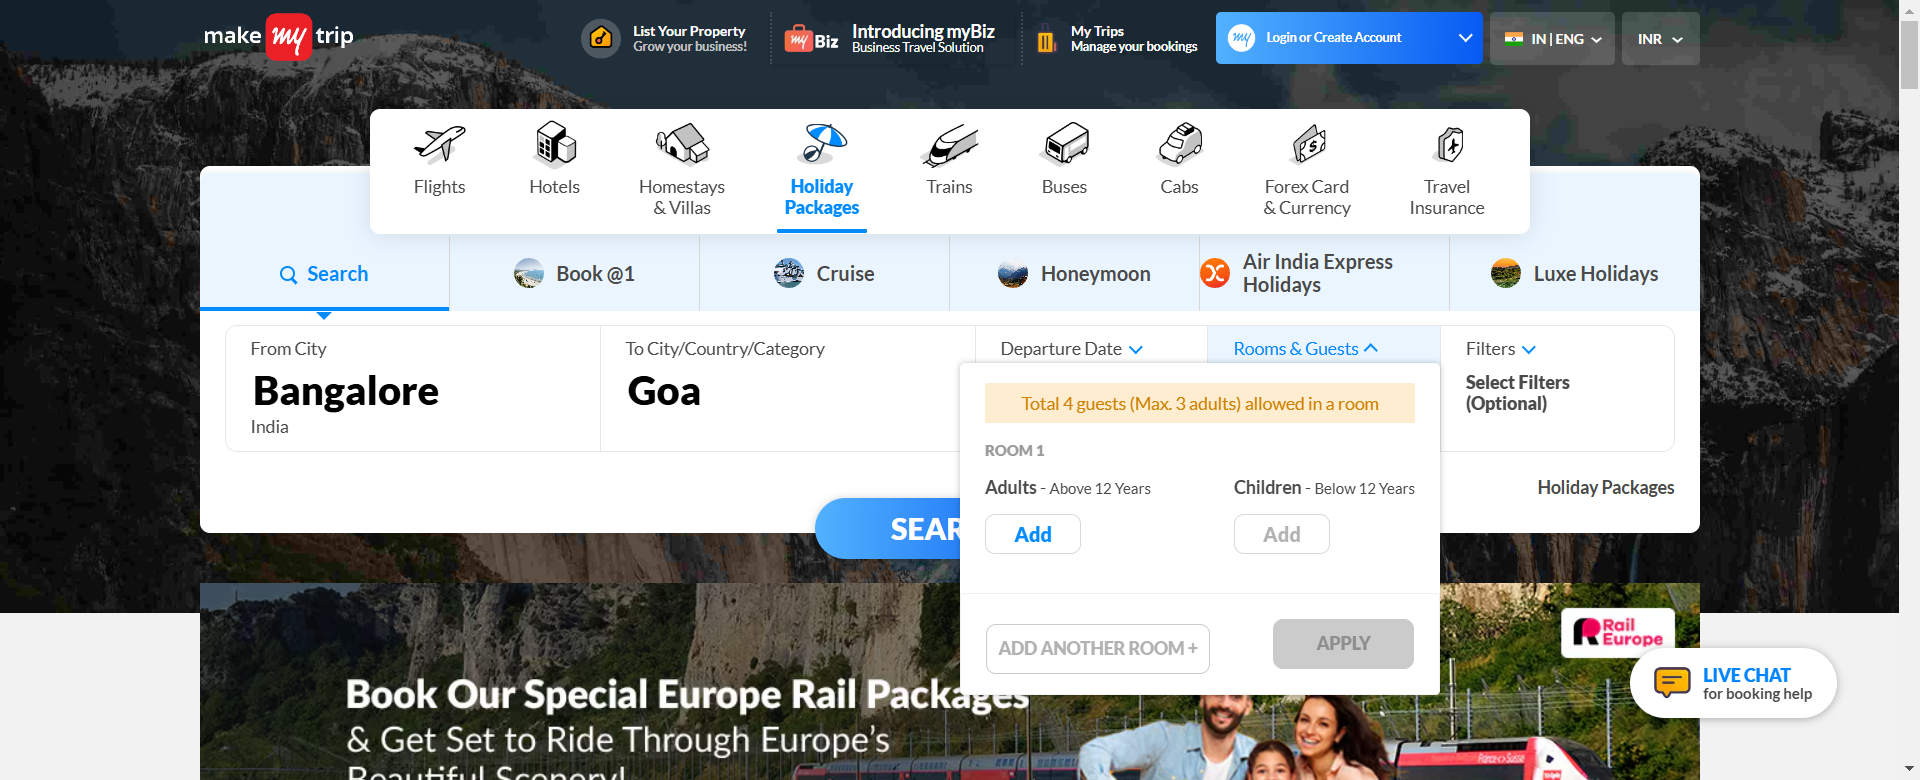 make my trip
List Your Property
Grow your business!
my Biz
Introducing myBiz
Business Travel Solution
My Trips
Manage your bookings
my
Login or Create Account
IN | ENG
INR
Flights
Hotels
Homestays
& Villas
Holiday
Packages
Trains
Buses
Cabs
Forex Card
& Currency
Travel
Insurance
Search
Book @1
Cruise
Honeymoon
Air India Express
Holidays
Luxe Holidays
From City
Bangalore
India
To City/Country/Category
Goa
Departure Date
Rooms & Guests
Filters
Select Filters
(Optional)
Total 4 guests (Max. 3 adults) allowed in a room
ROOM 1
Adults - Above 12 Years
Children - Below 12 Years
Add
Add
Holiday Packages
SEAR
ADD ANOTHER ROOM +
APPLY
Rail
Europe
LIVE CHAT
for booking help
Book Our Special Europe Rail Packages
& Get Set to Ride Through Europe's
Beautiful Scenery!